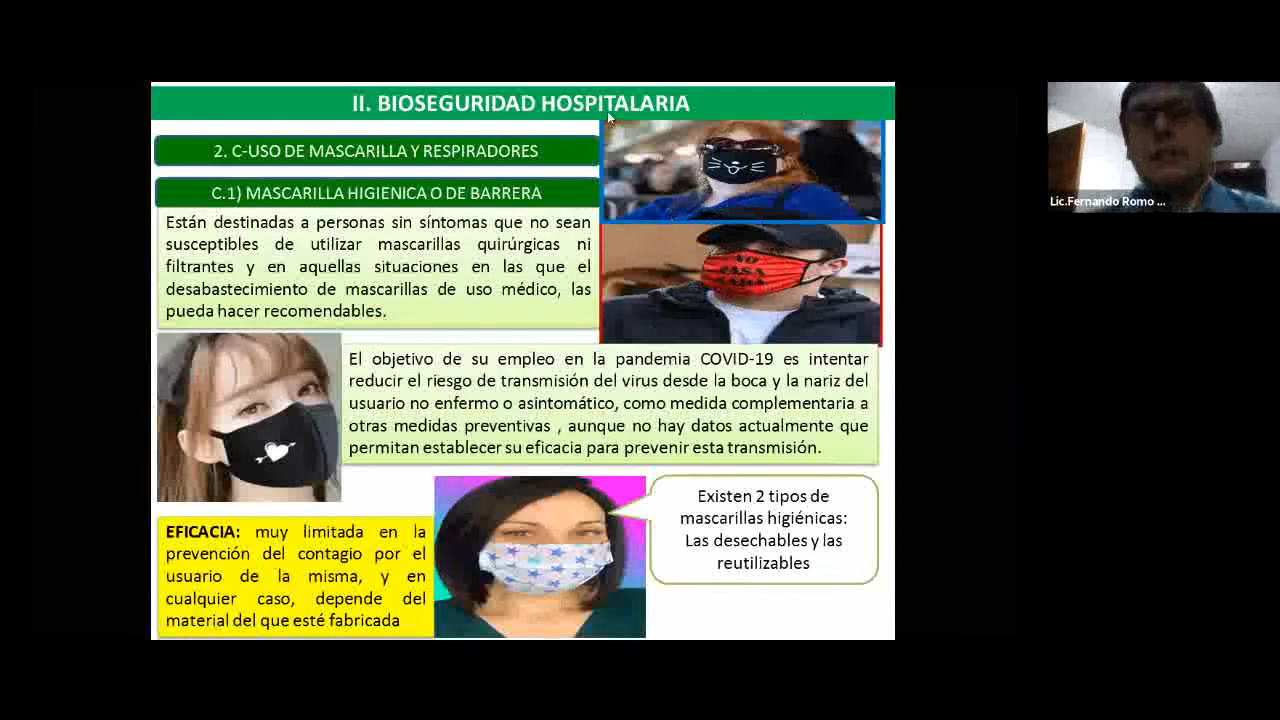 II. BIOSEGURIDAD HOSPITALARIA
2. C-USO DE MASCARILLA Y RESPIRADORES
C.1) MASCARILLA HIGIENICA O DE BARRERA
Están destinadas a personas sin síntomas que no sean
susceptibles de utilizar mascarillas quirúrgicas ni
filtrantes y en aquellas situaciones en las que el
desabastecimiento de mascarillas de uso médico, las
pueda hacer recomendables.
NO
PASA
NADA
El objetivo de su empleo en la pandemia COVID-19 es intentar
reducir el riesgo de transmisión del virus desde la boca y la nariz del
usuario no enfermo o asintomático, como medida complementaria a
otras medidas preventivas , aunque no hay datos actualmente que
permitan establecer su eficacia para prevenir esta transmisión.
EFICACIA: muy limitada en la
prevención del contagio por el
usuario de la misma, y en
cualquier caso, depende del
material del que esté fabricada
Existen 2 tipos de
mascarillas higiénicas:
Las desechables y las
reutilizables
Lic.Fernando Romo ...